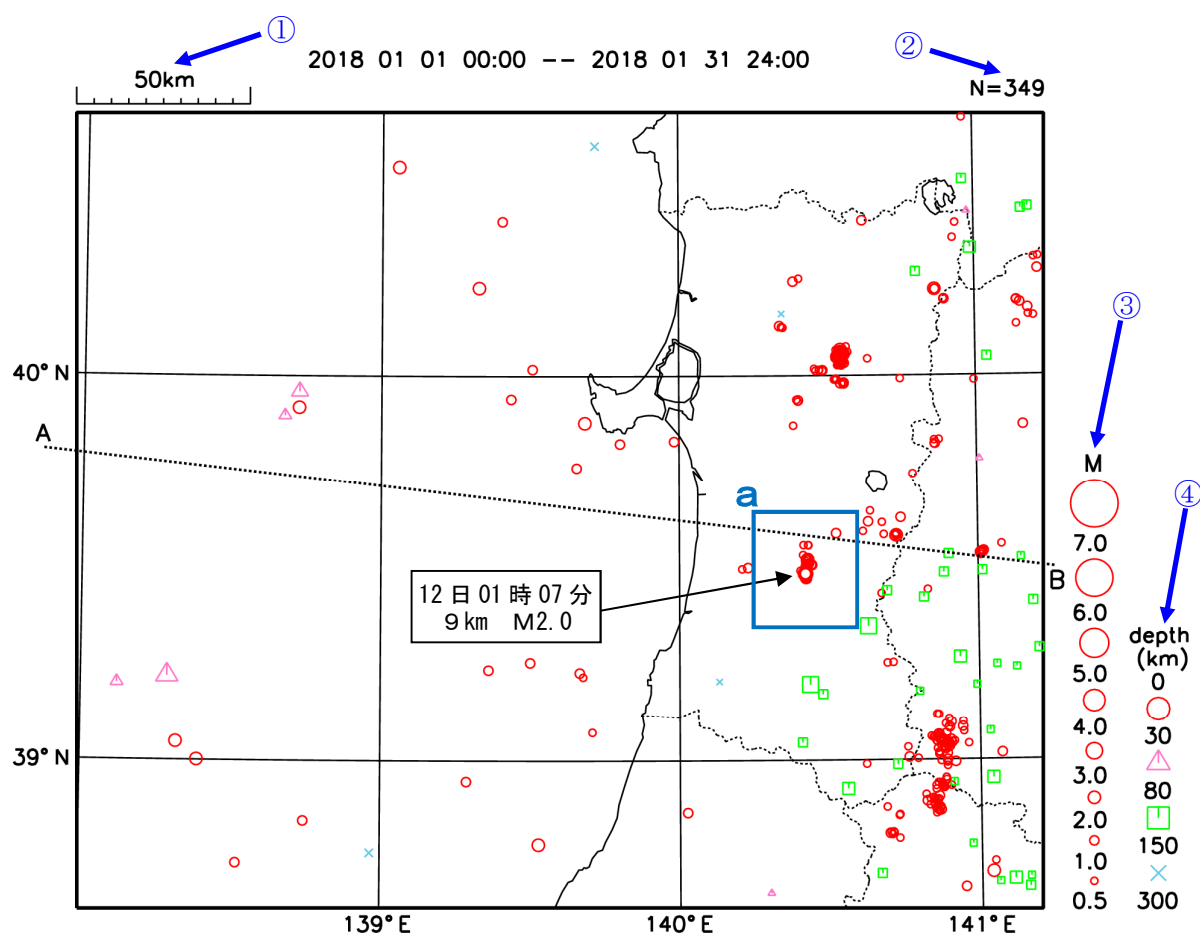 ①
②
2018 01 01 00:00 -- 2018 01 31 24:00
50km
N=349
③
40°N
A
M
a
④
7.0
B
12日01時07分
9km M2.0
6.0
depth
(km)
5.0
0
4.0
30
39°N
3.0
80
2.0
150
1.0
0.5
300
139°E
140°E
141°E